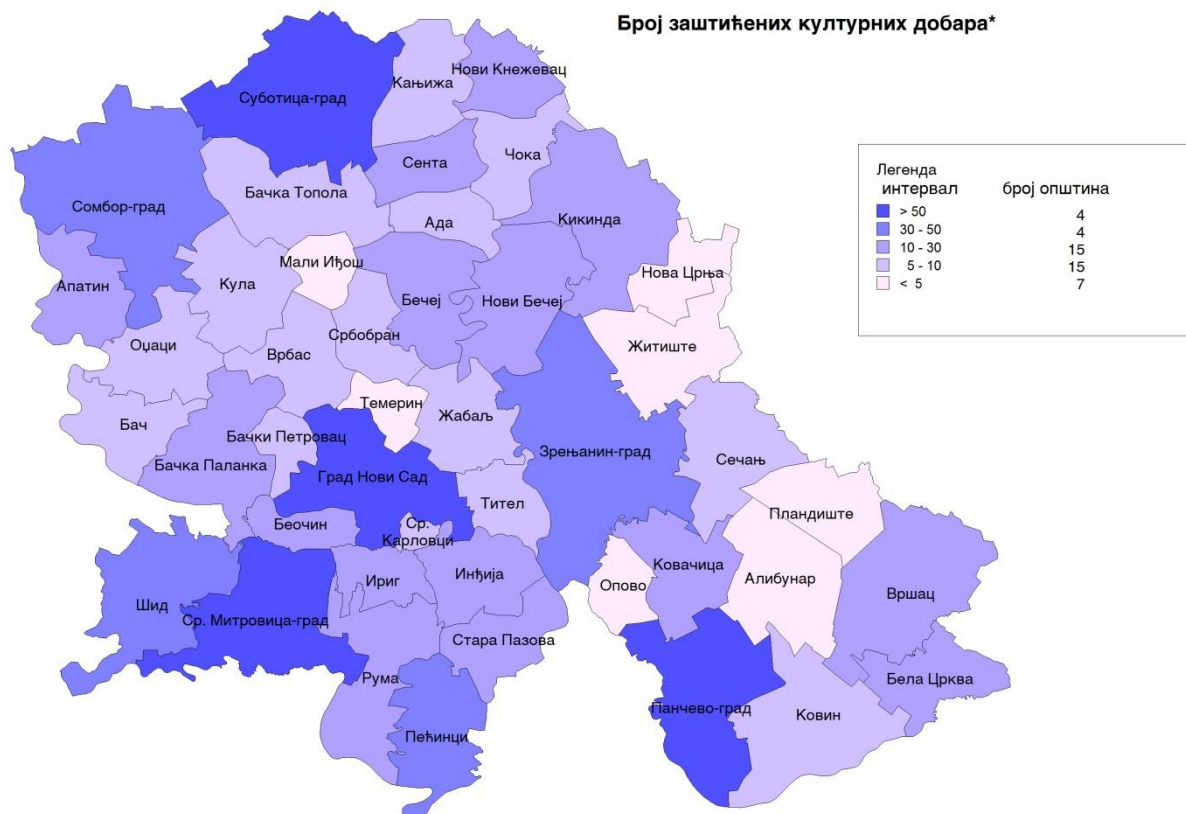 Број заштићених културних добара*
Легенда
интервал број општина
> 50 4
30 - 50 4
10 - 30 15
5 - 10 15
< 5 7
Суботица-град
Кањижа
Нови Кнежевац
Сента
Чока
Сомбор-град
Бачка Топола
Ада
Кикинда
Мали Иђош
Нова Црња
Апатин
Кула
Бечеј
Нови Бечеј
Оџаци
Врбас
Србобран
Житиште
Темерин
Бач
Бачки Петровац
Жабаљ
Бачка Паланка
Град Нови Сад
Зрењанин-град
Сечањ
Тител
Беочин
Ср.
Карловци
Пландиште
Шид
Ириг
Инђија
Опово
Ковачица
Алибунар
Вршац
Ср. Митровица-град
Стара Пазова
Рума
Бела Црква
Панчево-град
Ковин
Пећинци